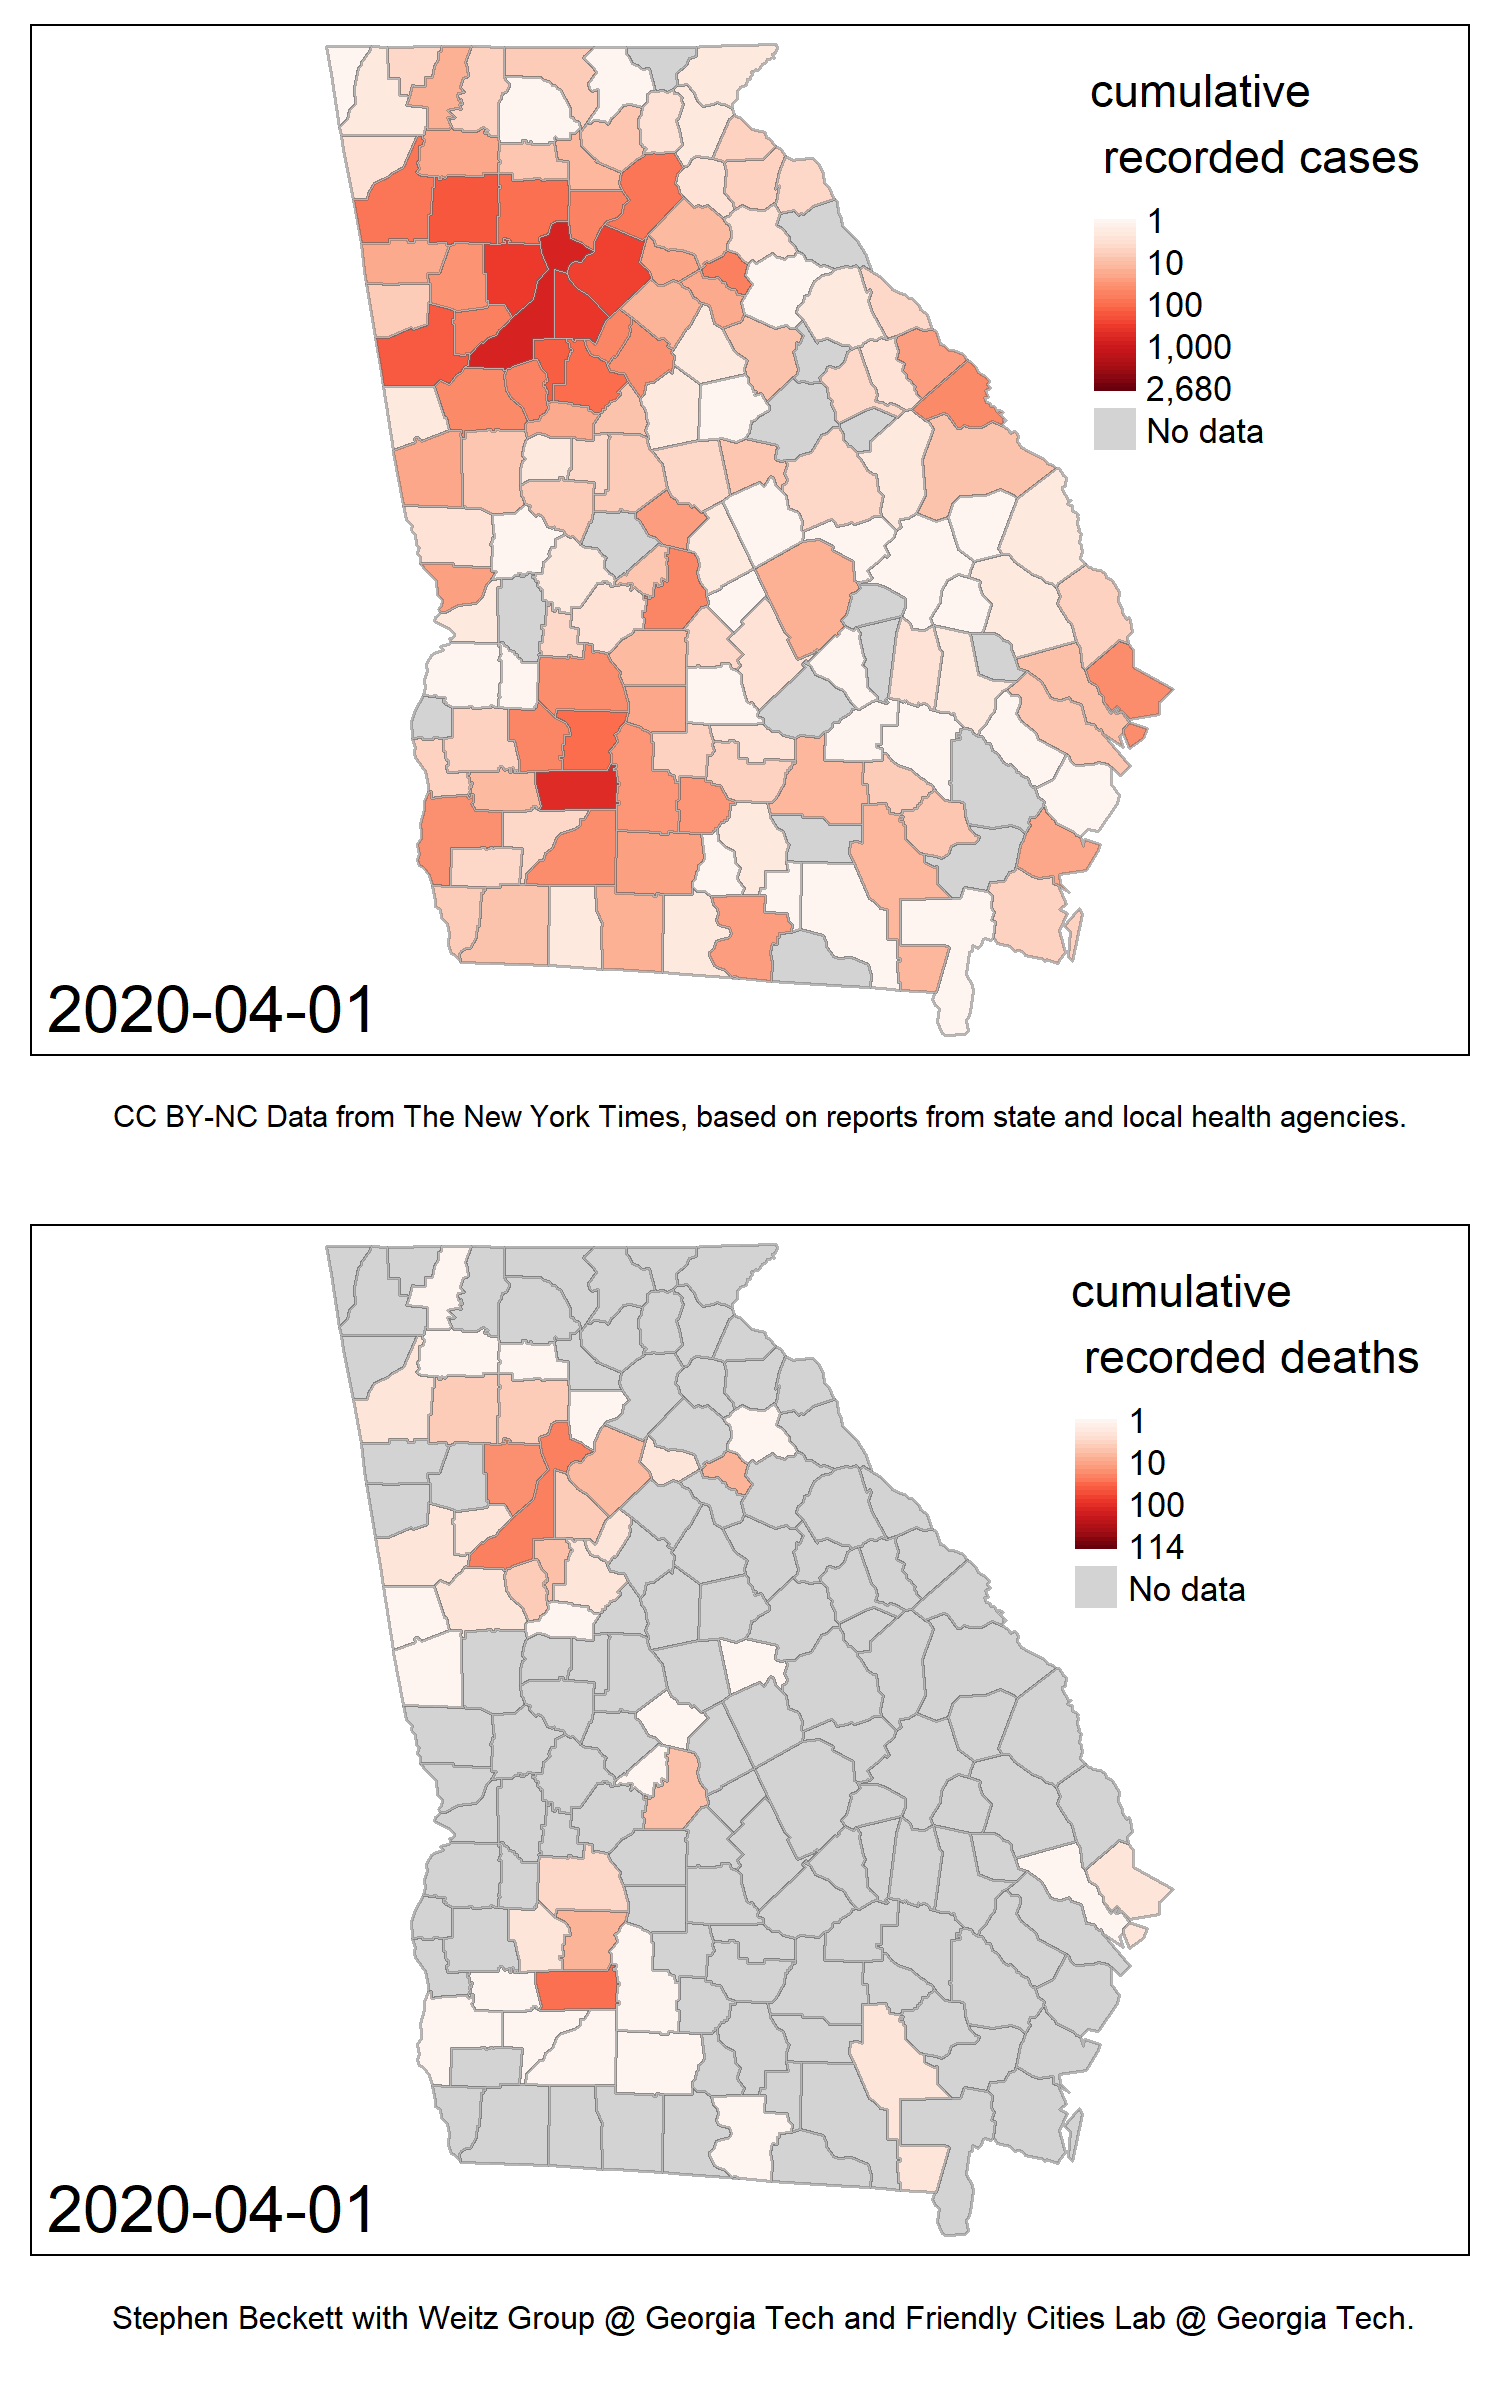 cumulative
recorded cases
1
10
100
1,000
2,680
No data
2020-04-01
CC BY-NC Data from The New York Times, based on reports from state and local health agencies.
cumulative
recorded deaths
1
10
100
114
No data
2020-04-01
Stephen Beckett with Weitz Group @ Georgia Tech and Friendly Cities Lab @ Georgia Tech.